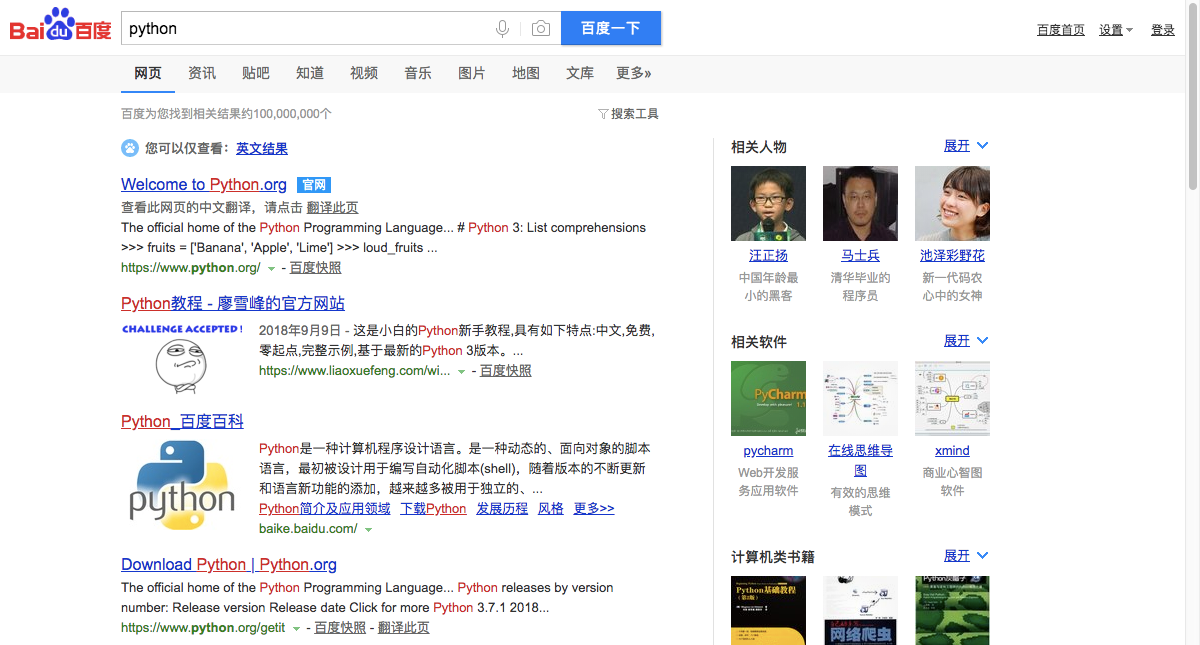 Bai du 百度
python
百度一下
百度首页 设置 登录
网页 资讯 贴吧 知道 视频 音乐 图片 地图 文库 更多»
百度为您找到相关结果约100,000,000个
搜索工具
您可以仅查看：英文结果
Welcome to Python.org 官网
查看此网页的中文翻译，请点击 翻译此页
The official home of the Python Programming Language... # Python 3: List comprehensions
>>> fruits = ['Banana', 'Apple', 'Lime'] >>> loud_fruits ...
https://www.python.org/ - 百度快照
Python教程 - 廖雪峰的官方网站
CHALLENGE ACCEPTED!
2018年9月9日 - 这是小白的Python新手教程,具有如下特点:中文,免费,
零起点,完整示例,基于最新的Python 3版本。...
https://www.liaoxuefeng.com/wi... - 百度快照
Python_百度百科
python
Python是一种计算机程序设计语言。是一种动态的、面向对象的脚本
语言，最初被设计用于编写自动化脚本(shell)，随着版本的不断更新
和语言新功能的添加，越来越多被用于独立的、...
Python简介及应用领域 下载Python 发展历程 风格 更多>>
baike.baidu.com/
Download Python | Python.org
The official home of the Python Programming Language... Python releases by version
number: Release version Release date Click for more Python 3.7.1 2018...
https://www.python.org/getit - 百度快照 - 翻译此页
相关人物 展开
汪正扬 马士兵 池泽彩野花
中国年龄最 清华毕业的 新一代码农
小的黑客 程序员 心中的女神
相关软件 展开
PyCharm
pycharm 在线思维导 xmind
图
Web开发服 商业心智图
务应用软件 软件
有效的思维
模式
计算机类书籍 展开
Python基础教程
(第2版)
网络爬虫